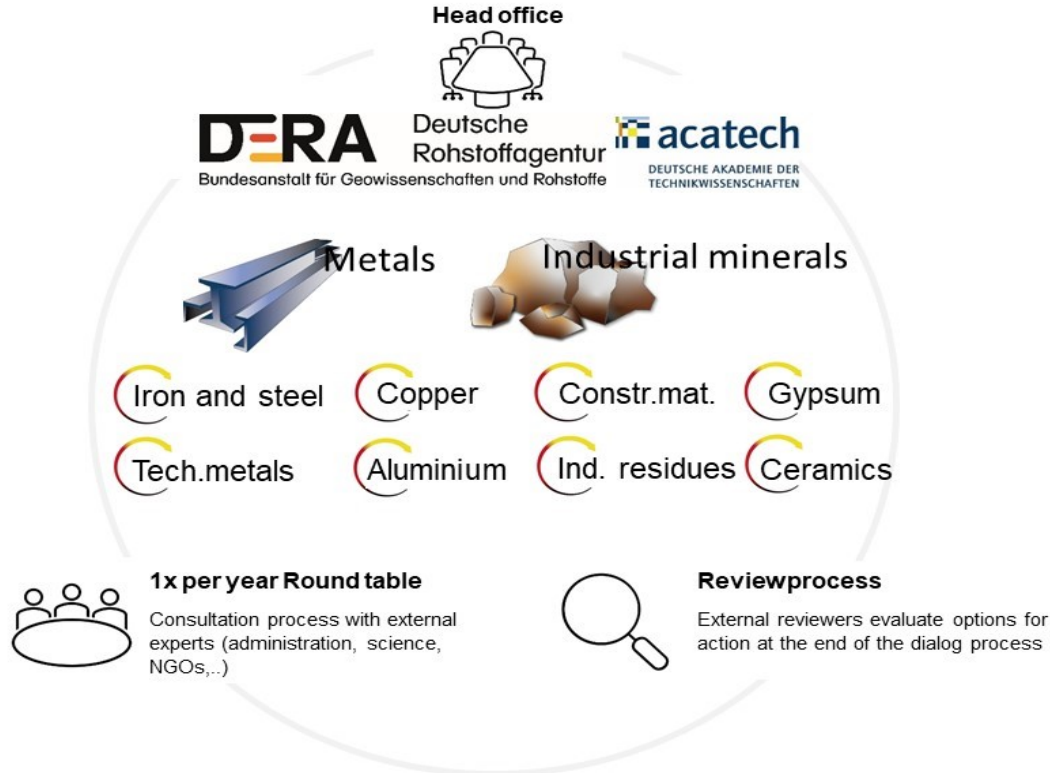 Head office
DERA
Deutsche
Rohstoffagentur
Bundesanstalt für Geowissenschaften und Rohstoffe
acatech
DEUTSCHE AKADEMIE DER
TECHNIKWISSENSCHAFTEN
Metals
Industrial minerals
Iron and steel
Copper
Constr.mat.
Gypsum
Tech.metals
Aluminium
Ind. residues
Ceramics
1x per year Round table
Consultation process with external
experts (administration, science,
NGOs,..)
Reviewprocess
External reviewers evaluate options for
action at the end of the dialog process